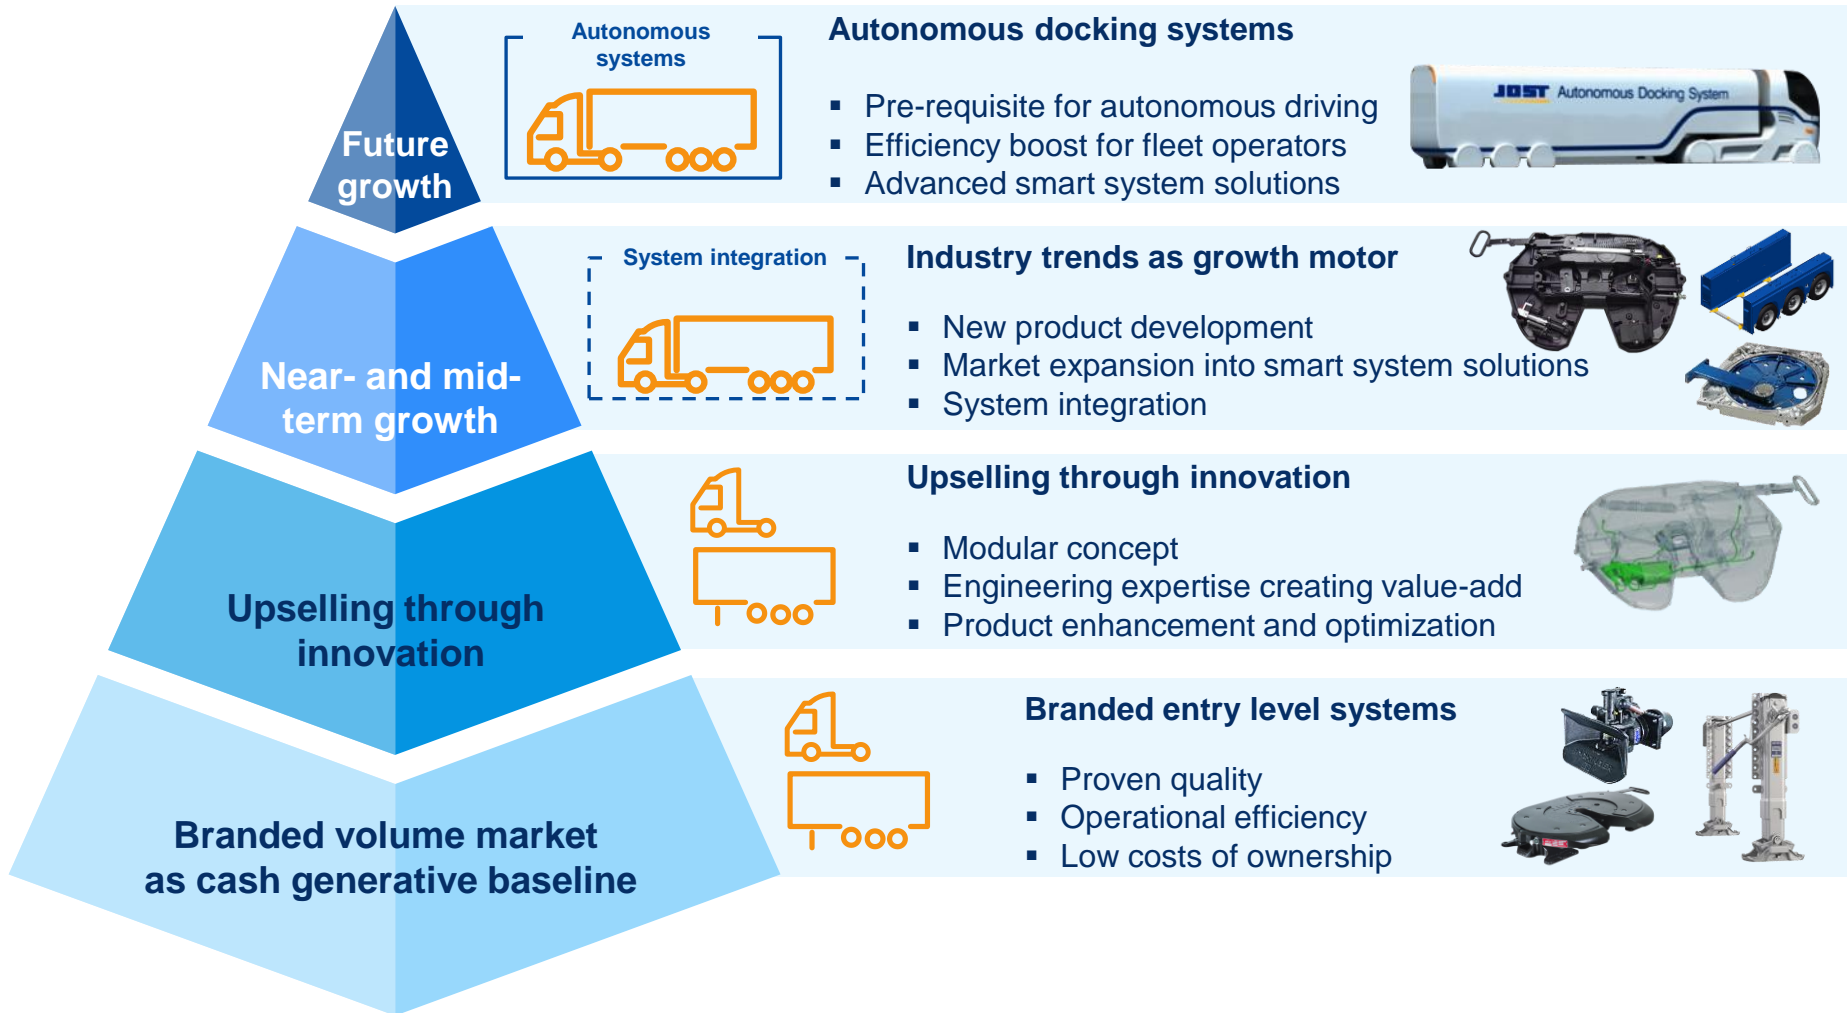 Autonomous
systems
Autonomous docking systems
▪ Pre-requisite for autonomous driving
▪ Efficiency boost for fleet operators
▪ Advanced smart system solutions
JOST Autonomous Docking System
Future
growth
System integration
Industry trends as growth motor
▪ New product development
▪ Market expansion into smart system solutions
▪ System integration
Near- and mid-
term growth
Upselling through innovation
▪ Modular concept
▪ Engineering expertise creating value-add
▪ Product enhancement and optimization
Upselling through
innovation
Branded entry level systems
▪ Proven quality
▪ Operational efficiency
▪ Low costs of ownership
Branded volume market
as cash generative baseline